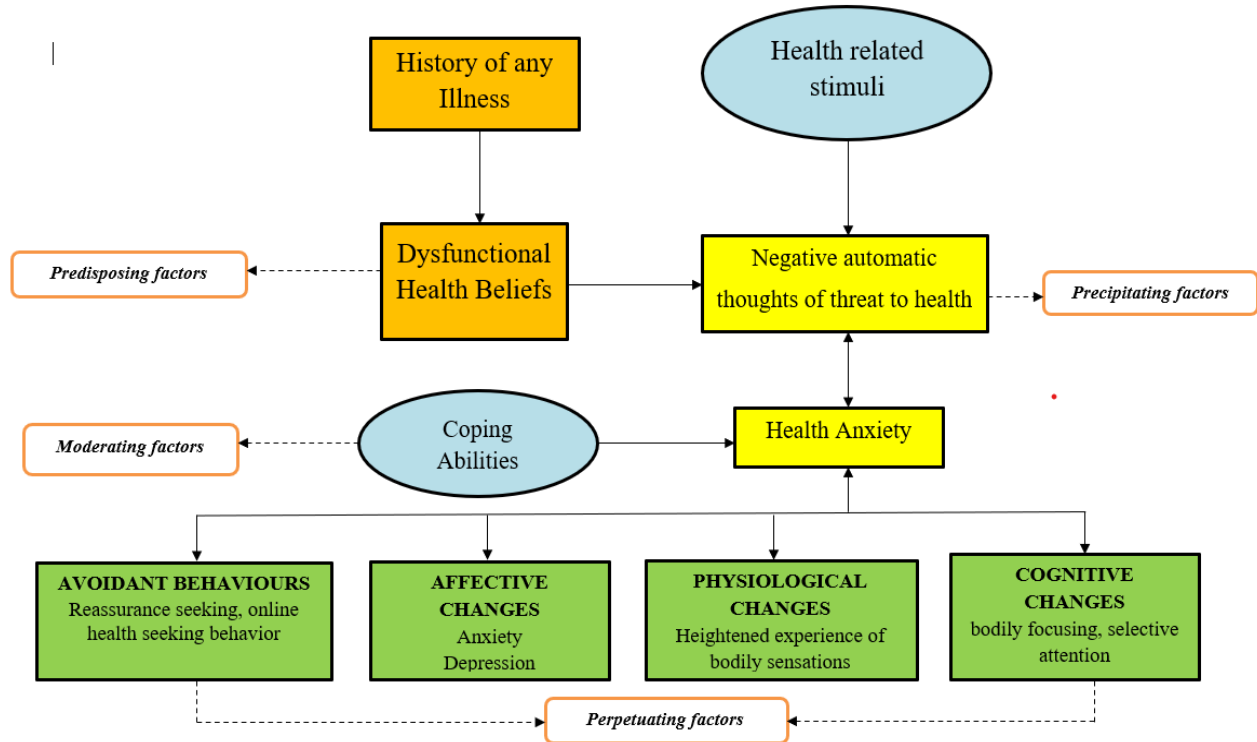 History of any
Illness
Health related
stimuli
Dysfunctional
Health Beliefs
Negative automatic
thoughts of threat to health
Predisposing factors
Precipitating factors
Moderating factors
Coping
Abilities
Health Anxiety
AVOIDANT BEHAVIOURS
Reassurance seeking, online
health seeking behavior
AFFECTIVE
CHANGES
Anxiety
Depression
PHYSIOLOGICAL
CHANGES
Heightened experience of
bodily sensations
COGNITIVE
CHANGES
bodily focusing, selective
attention
Perpetuating factors